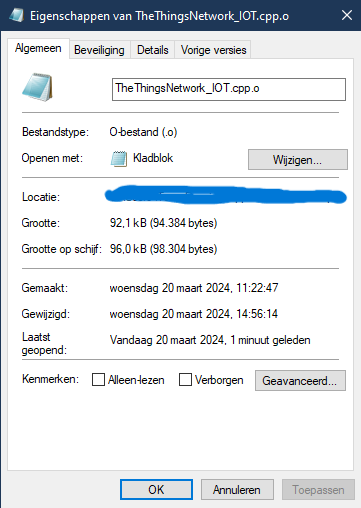 Eigenschappen van TheThingsNetwork_IOT.cpp.o
Algemeen Beveiliging Details Vorige versies
TheThingsNetwork_IOT.cpp.o
Bestandstype: O-bestand (.o)
Openen met: Kladblok Wijzigen...
Locatie:
Grootte: 92,1 kB (94.384 bytes)
Grootte op schijf: 96,0 kB (98.304 bytes)
Gemaakt: woensdag 20 maart 2024, 11:22:47
Gewijzigd: woensdag 20 maart 2024, 14:56:14
Laatst
geopend: Vandaag 20 maart 2024, 1 minuut geleden
Kenmerken: Alleen-lezen Verborgen Geavanceerd...
OK Annuleren Toepassen